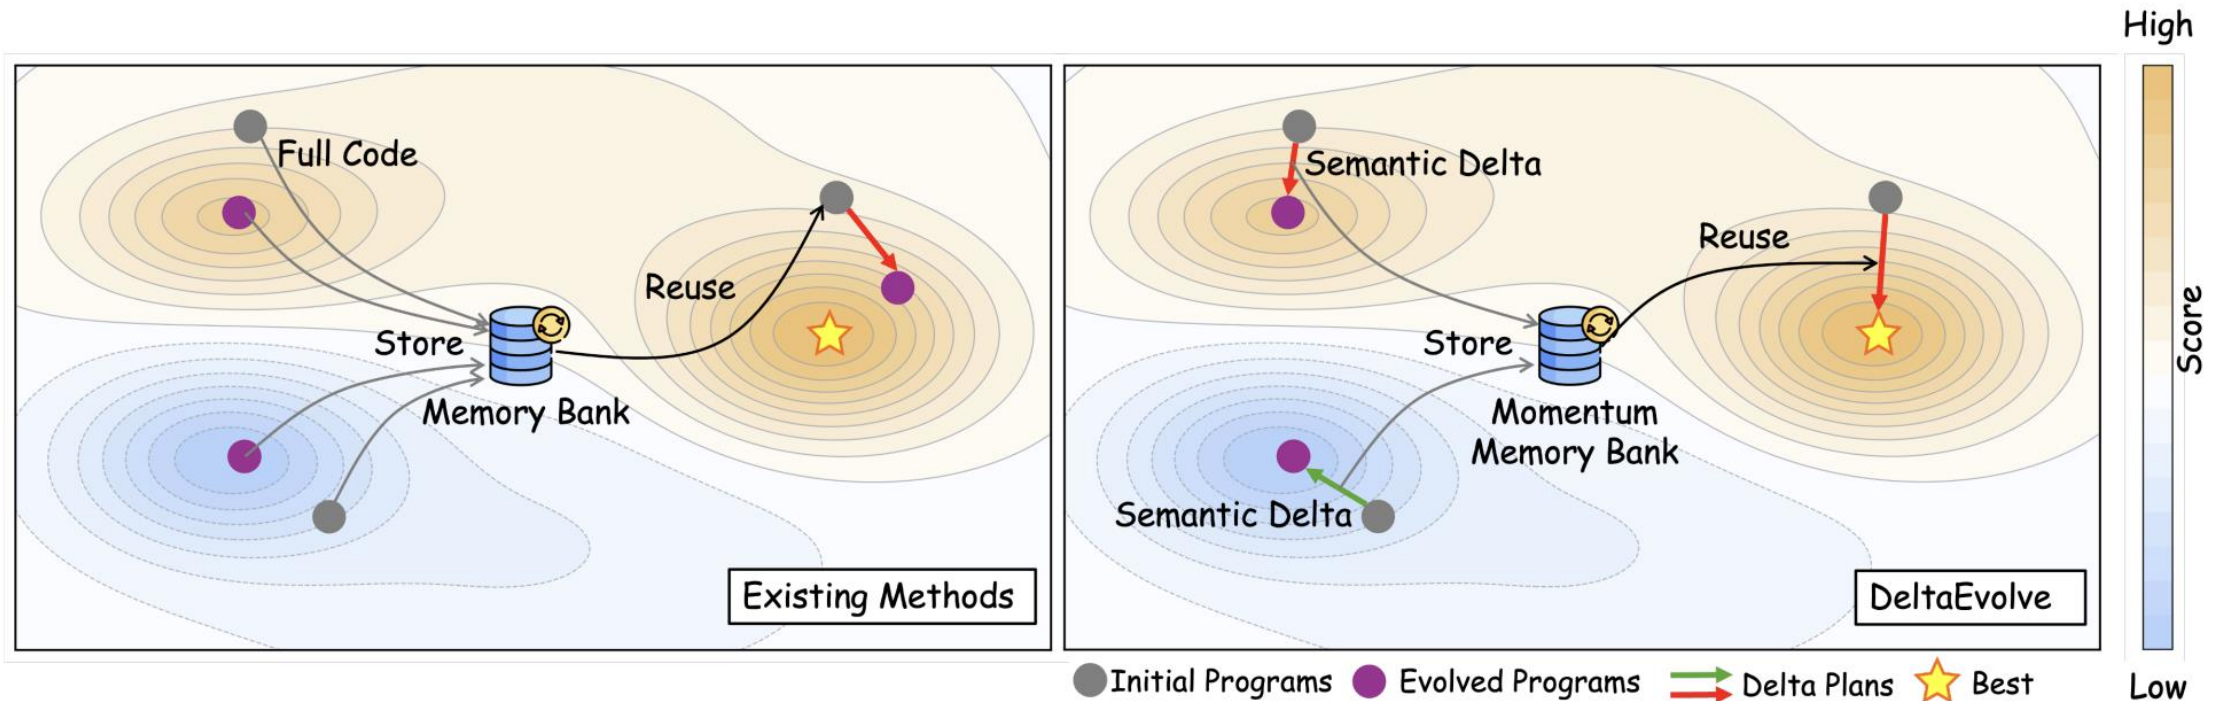 High
Full Code
Reuse
Store
Memory Bank
Existing Methods
Semantic Delta
Reuse
Store
Momentum
Memory Bank
Semantic Delta
DeltaEvolve
Score
Initial Programs
Evolved Programs
Delta Plans
Best
Low